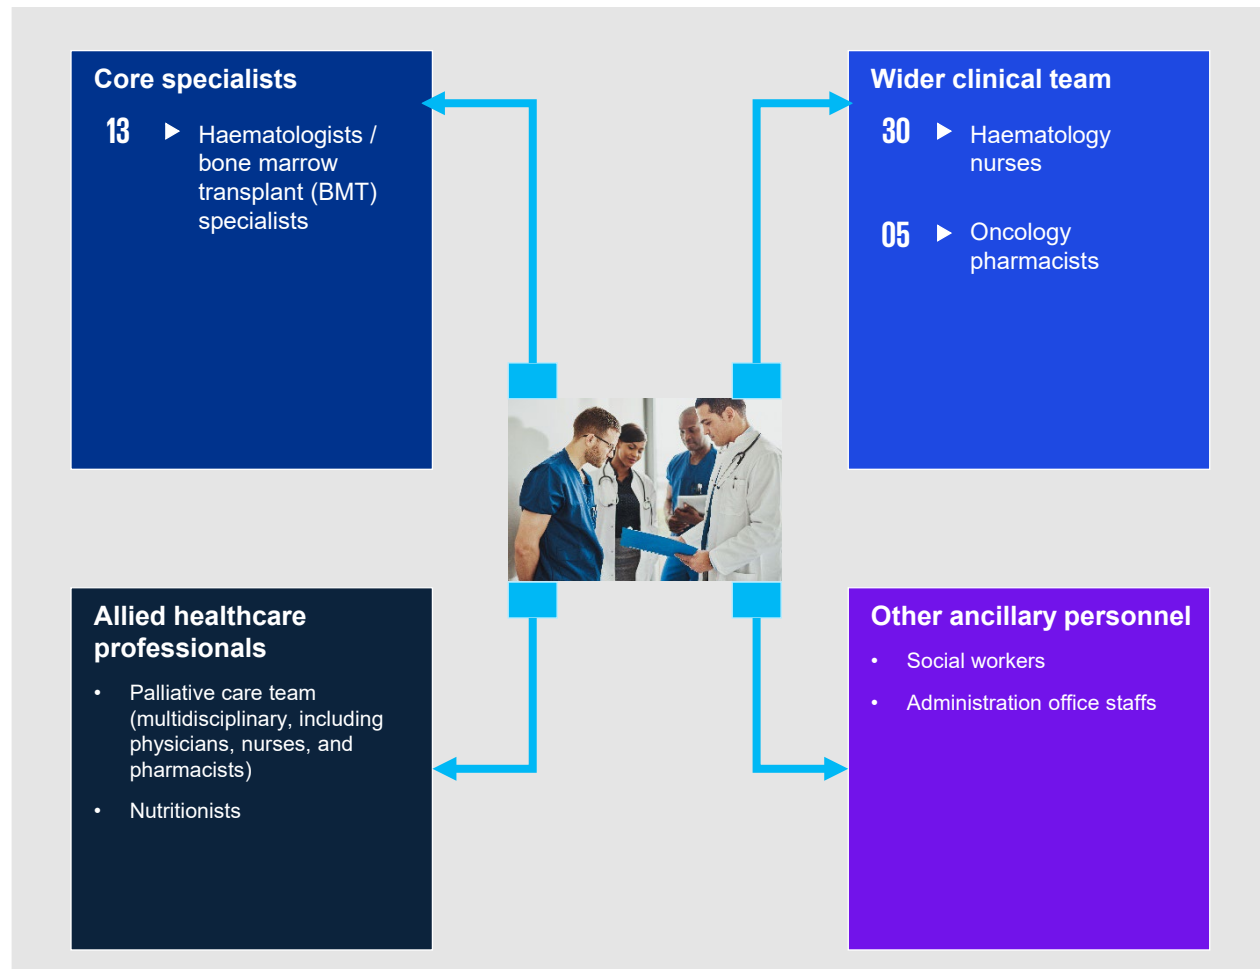 Core specialists
13
Haematologists /
bone marrow
transplant (BMT)
specialists
Wider clinical team
30
Haematology
nurses
05
Oncology
pharmacists
Allied healthcare
professionals
• Palliative care team
(multidisciplinary, including
physicians, nurses, and
pharmacists)
• Nutritionists
Other ancillary personnel
• Social workers
• Administration office staffs